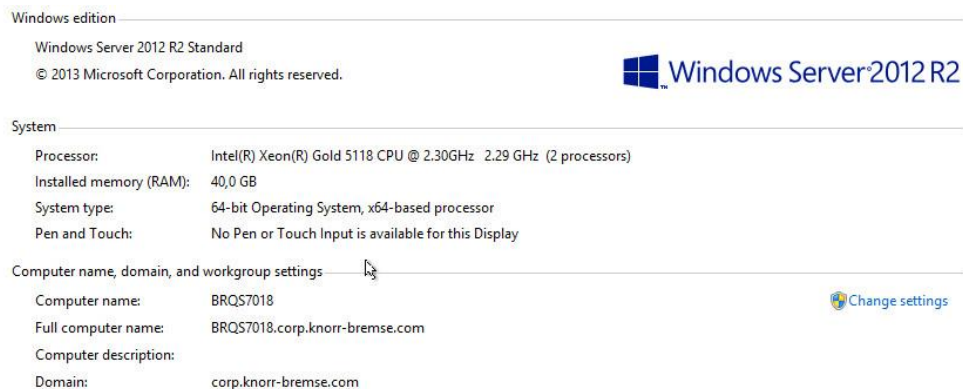 Windows edition
Windows Server 2012 R2 Standard
© 2013 Microsoft Corporation. All rights reserved.
Windows Server 2012 R2
System
Processor: Intel(R) Xeon(R) Gold 5118 CPU @ 2.30GHz 2.29 GHz (2 processors)
Installed memory (RAM): 40,0 GB
System type: 64-bit Operating System, x64-based processor
Pen and Touch: No Pen or Touch Input is available for this Display
Computer name, domain, and workgroup settings
Computer name: BRQS7018 Change settings
Full computer name: BRQS7018.corp.knorr-bremse.com
Computer description:
Domain: corp.knorr-bremse.com